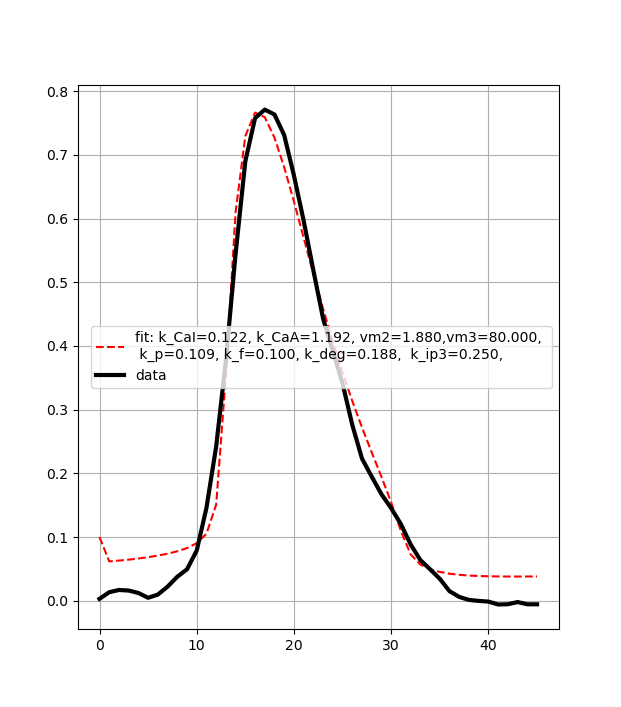 0.8
0.7
0.6
0.5
0.4
0.3
0.2
0.1
0.0
fit: k_CaI=0.122, k_CaA=1.192, vm2=1.880,vm3=80.000,
k_p=0.109, k_f=0.100, k_deg=0.188,  k_ip3=0.250,
data
0 10 20 30 40